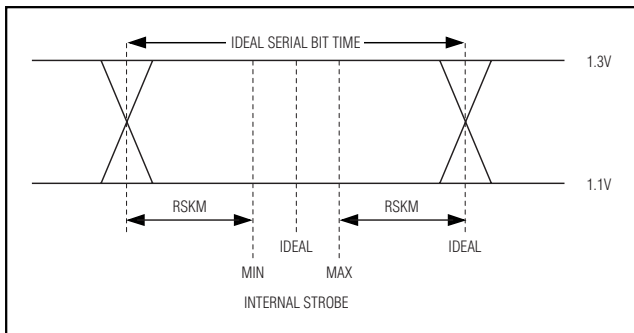 IDEAL SERIAL BIT TIME
1.3V
1.1V
RSKM
RSKM
IDEAL
IDEAL
MIN
MAX
INTERNAL STROBE